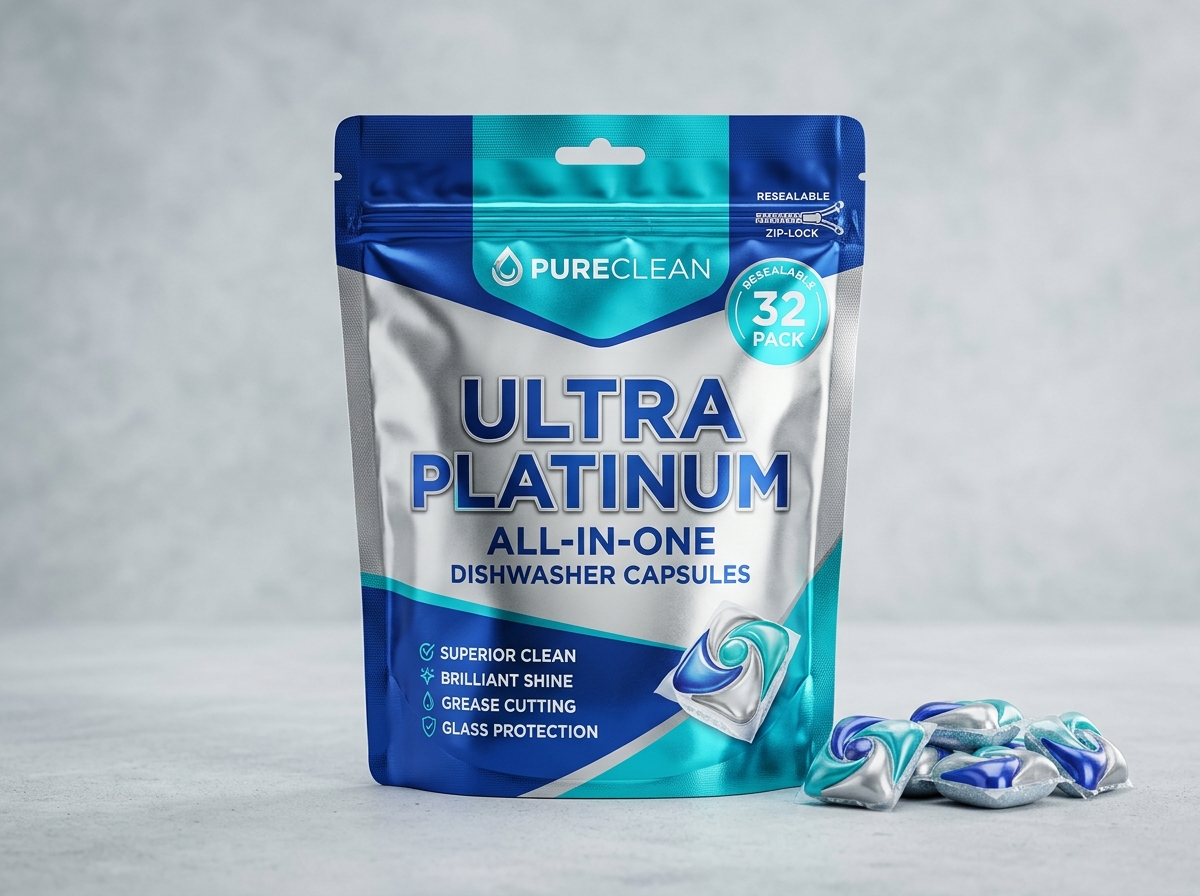 RESEALABLE
ZIP-LOCK
PURECLEAN
RESEALABLE
32
PACK
ULTRA
PLATINUM
ALL-IN-ONE
DISHWASHER CAPSULES
SUPERIOR CLEAN
BRILLIANT SHINE
GREASE CUTTING
GLASS PROTECTION